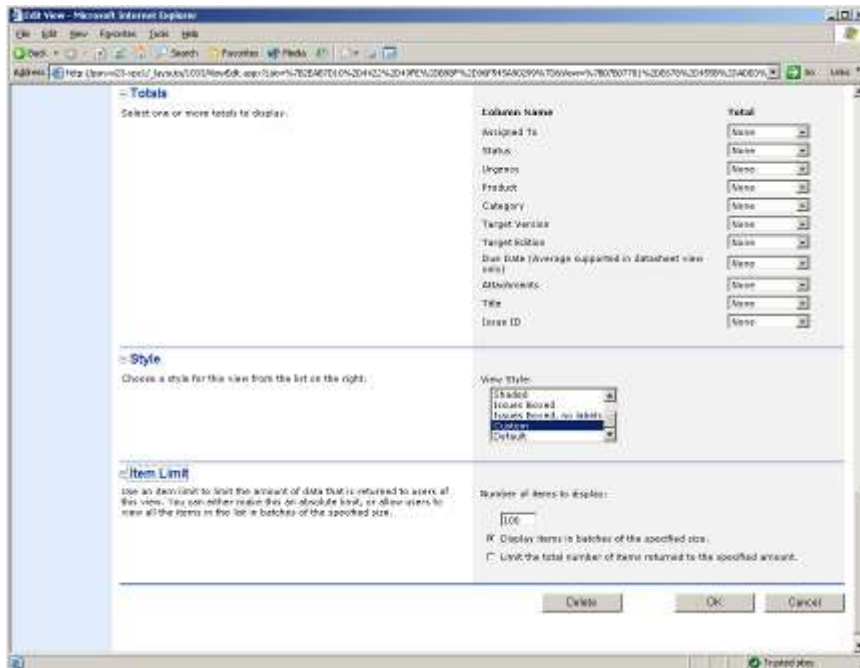 Edit View - Microsoft Internet Explorer
File Edit View Favorites Tools Help
Back Search Favorites Media
Address Go Links
Totals
Select one or more totals to display.
Column Name Total
Assigned To None
Status None
Urgency None
Product None
Category None
Target Version None
Target Edition None
Due Date (Average supported in datasheet view only) None
Attachments None
Title None
Issue ID None
Style
Choose a style for this view from the list on the right.
View Style:
Shaded
Issues Boxed
Issues Boxed, no labels
Custom
Default
Item Limit
Use an item limit to limit the amount of data that is returned to users of
this view. You can either make this an absolute limit, or allow users to
view all the items in the list in batches of the specified size.
Number of items to display:
100
Display items in batches of the specified size.
Limit the total number of items returned to the specified amount.
Delete OK Cancel
Trusted sites